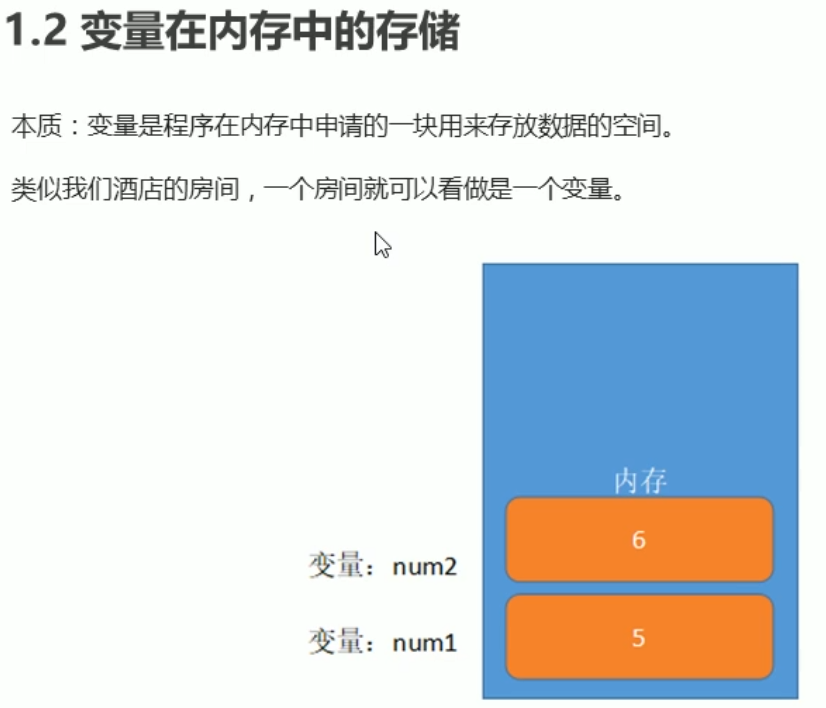 1.2 变量在内存中的存储
本质：变量是程序在内存中申请的一块用来存放数据的空间。
类似我们酒店的房间，一个房间就可以看做是一个变量。
内存
6
变量：num2
5
变量：num1